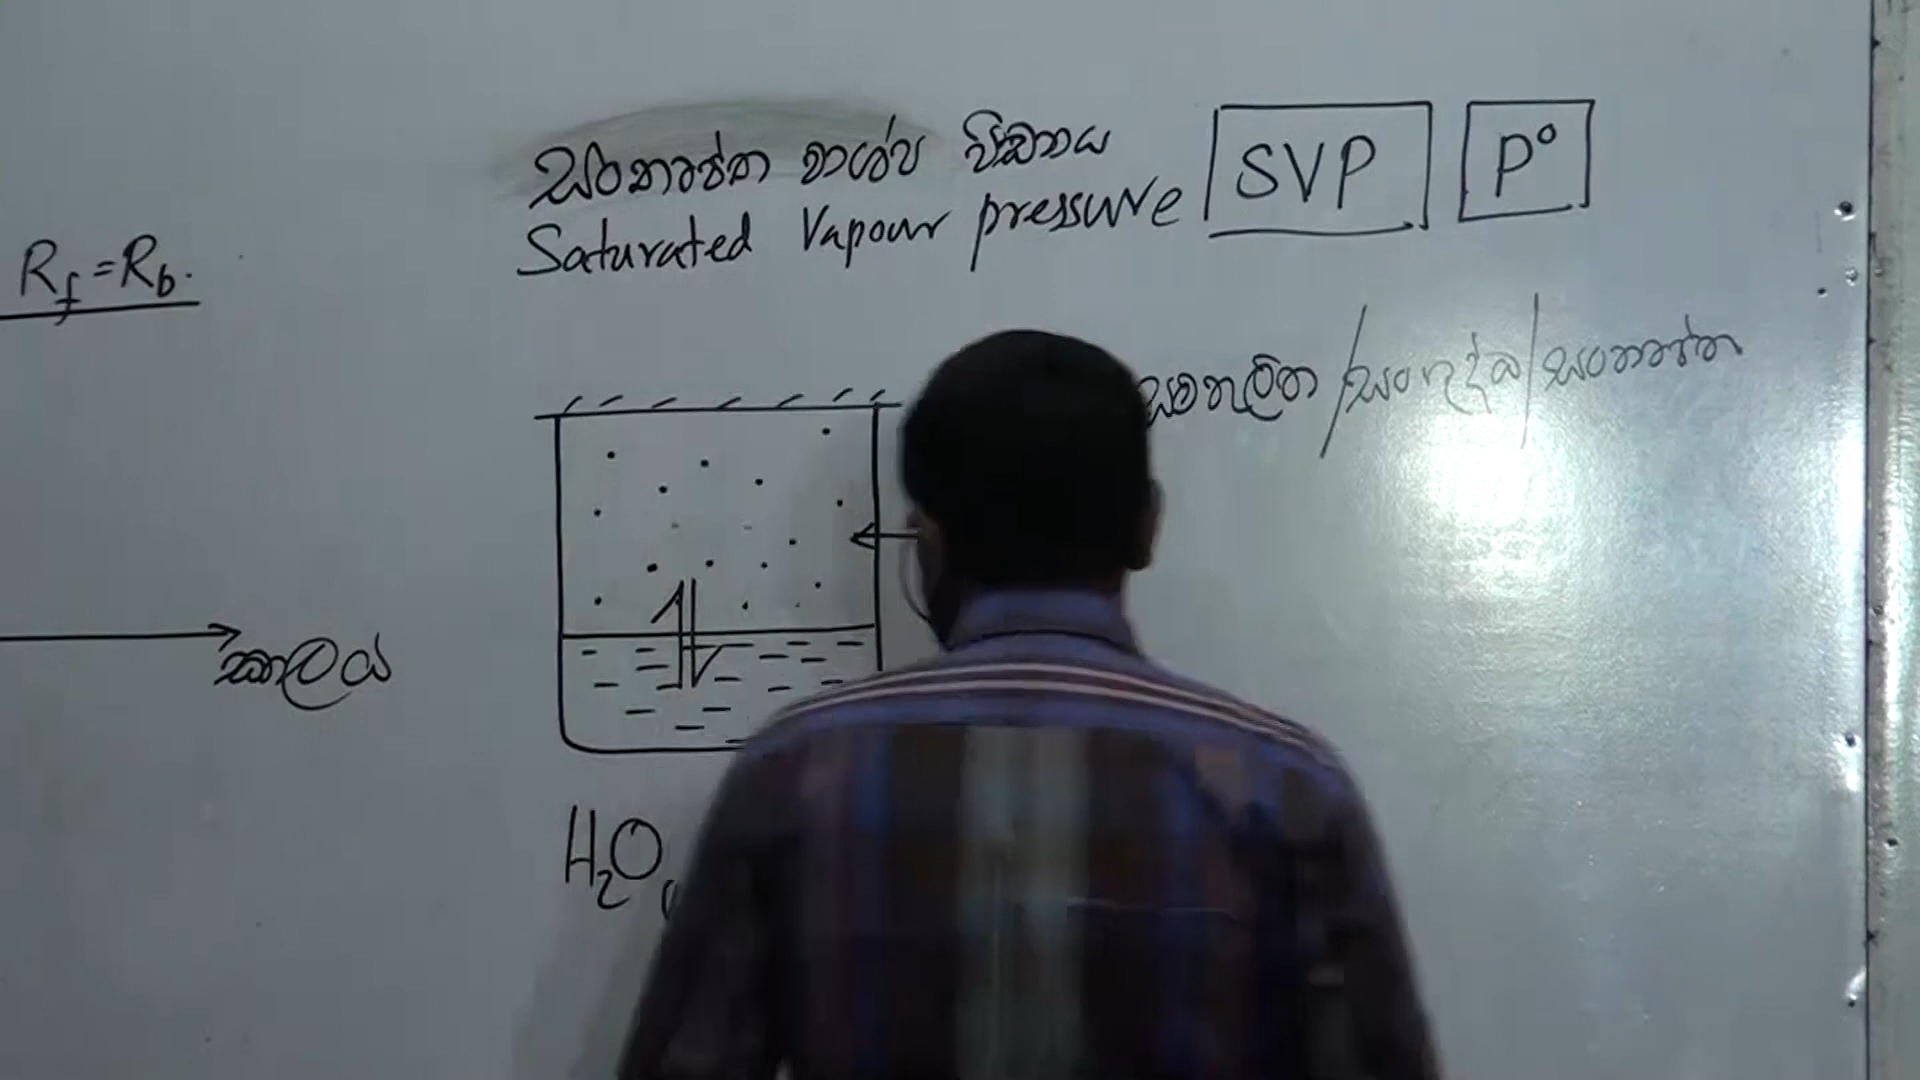 සංතෘප්ත වාශ්ප පීඩනය
Saturated Vapour pressure SVP P°
R_f = R_b.
සමතුලිත / සංශුද්ධ / සංතෘප්ත
කාලය
H₂O